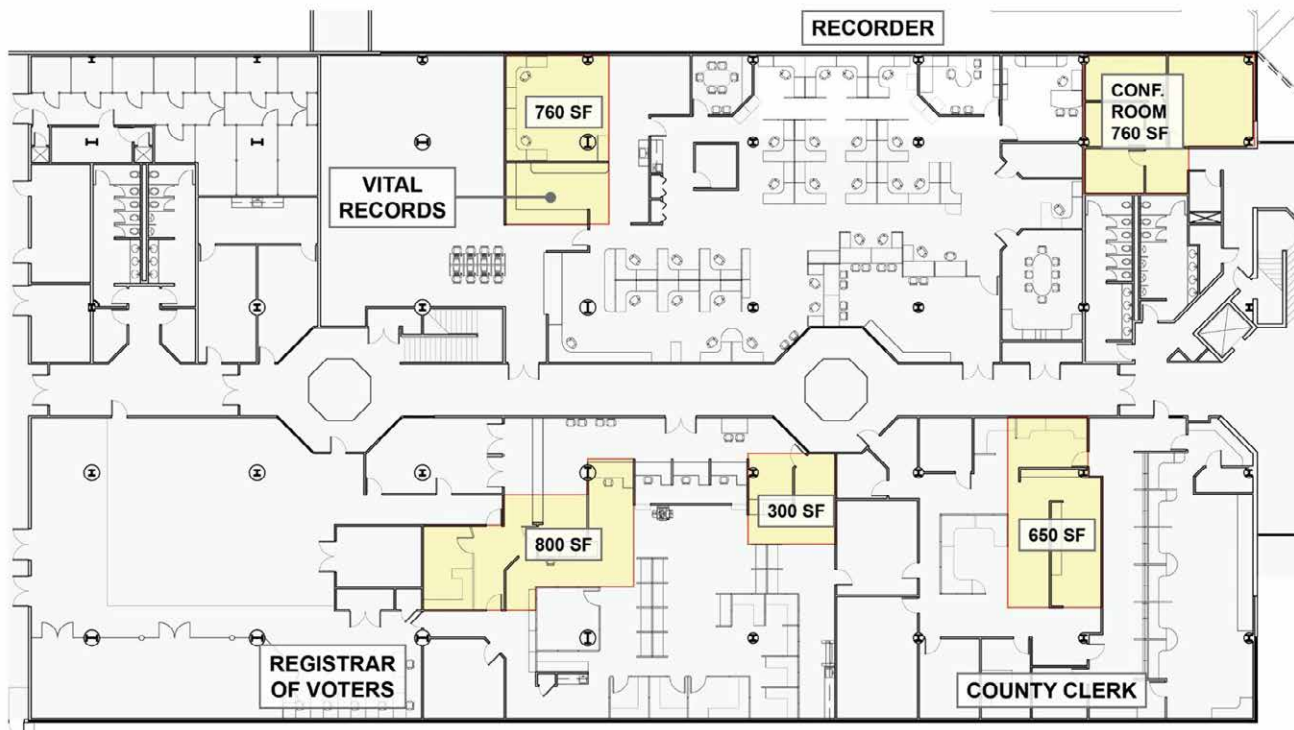 RECORDER
760 SF
CONF.
ROOM
760 SF
VITAL
RECORDS
300 SF
800 SF
650 SF
REGISTRAR
OF VOTERS
COUNTY CLERK